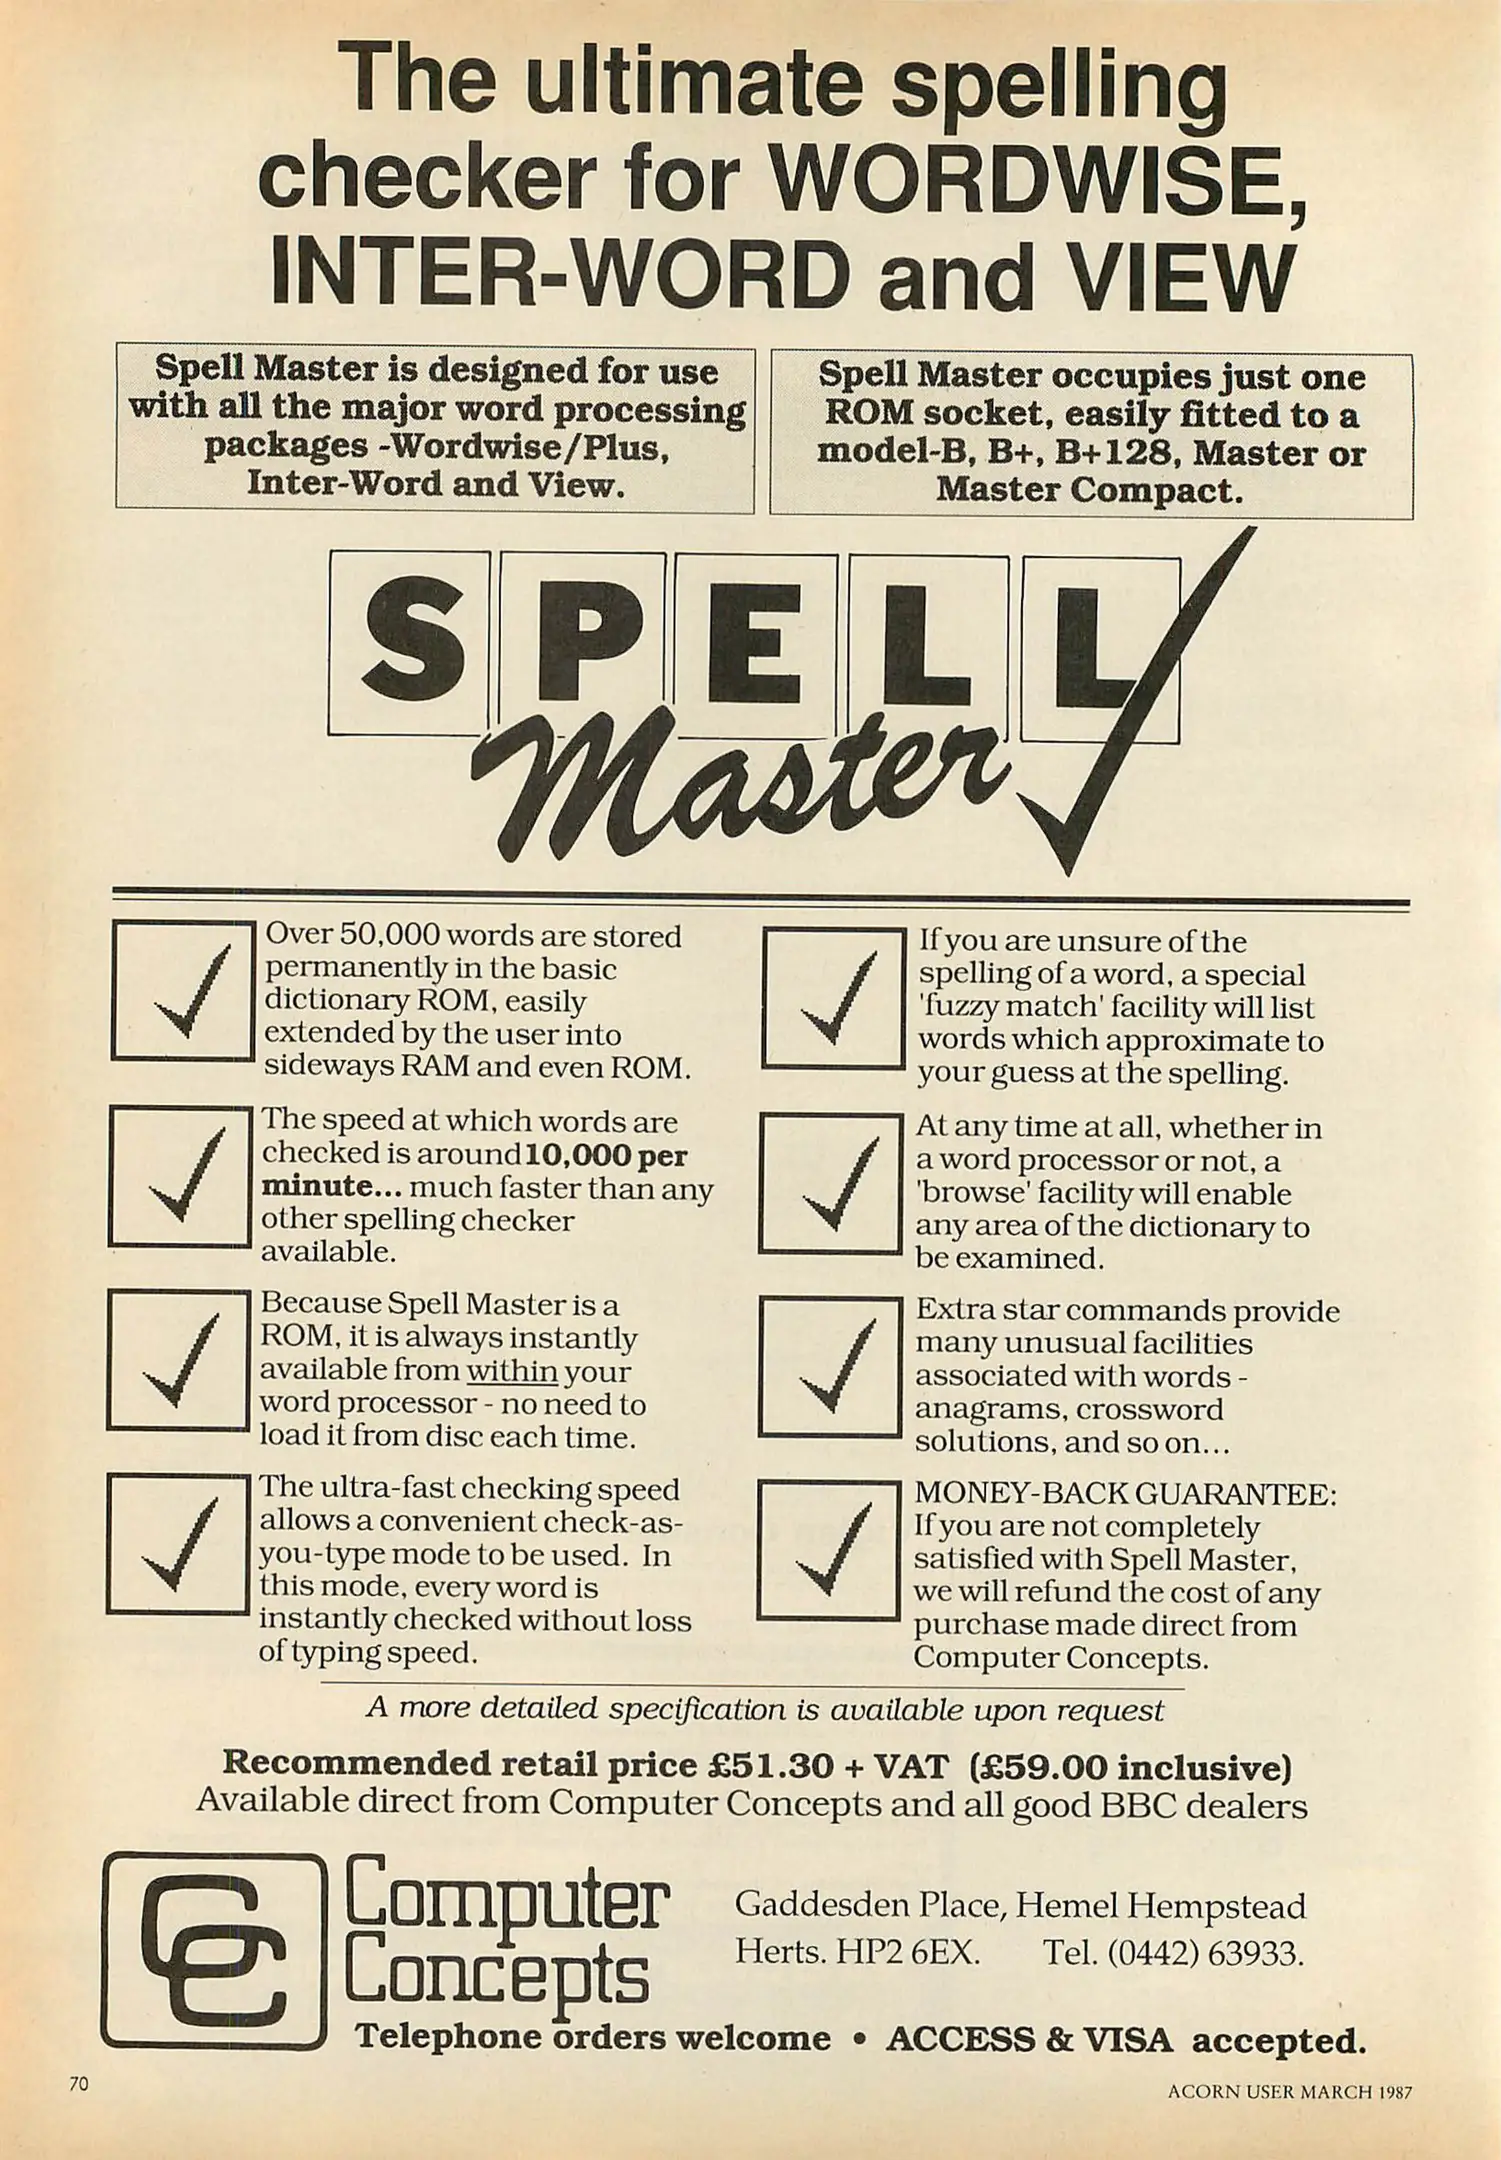 The ultimate spelling
checker for WORDWISE,
INTER-WORD and VIEW
Spell Master is designed for use
with all the major word processing
packages -Wordwise/Plus,
Inter-Word and View.
Spell Master occupies just one
ROM socket, easily fitted to a
model-B, B+, B+128, Master or
Master Compact.
SPELL
Master
Over 50,000 words are stored
permanently in the basic
dictionary ROM, easily
extended by the user into
sideways RAM and even ROM.
The speed at which words are
checked is around 10,000 per
minute... much faster than any
other spelling checker
available.
Because Spell Master is a
ROM, it is always instantly
available from within your
word processor - no need to
load it from disc each time.
The ultra-fast checking speed
allows a convenient check-as-
you-type mode to be used. In
this mode, every word is
instantly checked without loss
of typing speed.
If you are unsure of the
spelling of a word, a special
'fuzzy match' facility will list
words which approximate to
your guess at the spelling.
At any time at all, whether in
a word processor or not, a
'browse' facility will enable
any area of the dictionary to
be examined.
Extra star commands provide
many unusual facilities
associated with words -
anagrams, crossword
solutions, and so on...
MONEY-BACK GUARANTEE:
If you are not completely
satisfied with Spell Master,
we will refund the cost of any
purchase made direct from
Computer Concepts.
A more detailed specification is available upon request
Recommended retail price £51.30 + VAT (£59.00 inclusive)
Available direct from Computer Concepts and all good BBC dealers
CC
Computer
Concepts
Gaddesden Place, Hemel Hempstead
Herts. HP2 6EX. Tel. (0442) 63933.
Telephone orders welcome • ACCESS & VISA accepted.
70
ACORN USER MARCH 1987